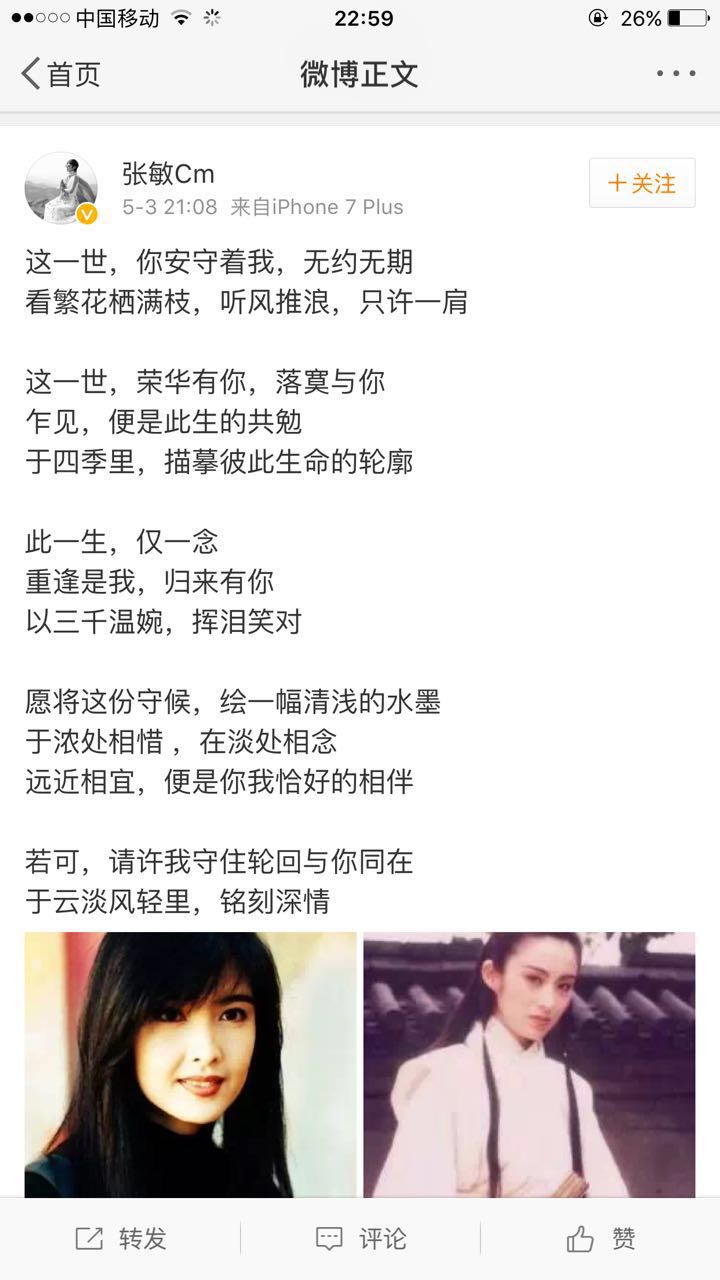 中国移动
22:59
26%
首页
微博正文
张敏Cm
+关注
5-3 21:08 来自iPhone 7 Plus
这一世，你安守着我，无约无期
看繁花栖满枝，听风推浪，只许一肩
这一世，荣华有你，落寞与你
乍见，便是此生的共勉
于四季里，描摹彼此生命的轮廓
此一生，仅一念
重逢是我，归来有你
以三千温婉，挥泪笑对
愿将这份守候，绘一幅清浅的水墨
于浓处相惜 ，在淡处相念
远近相宜，便是你我恰好的相伴
若可，请许我守住轮回与你同在
于云淡风轻里，铭刻深情
转发
评论
赞